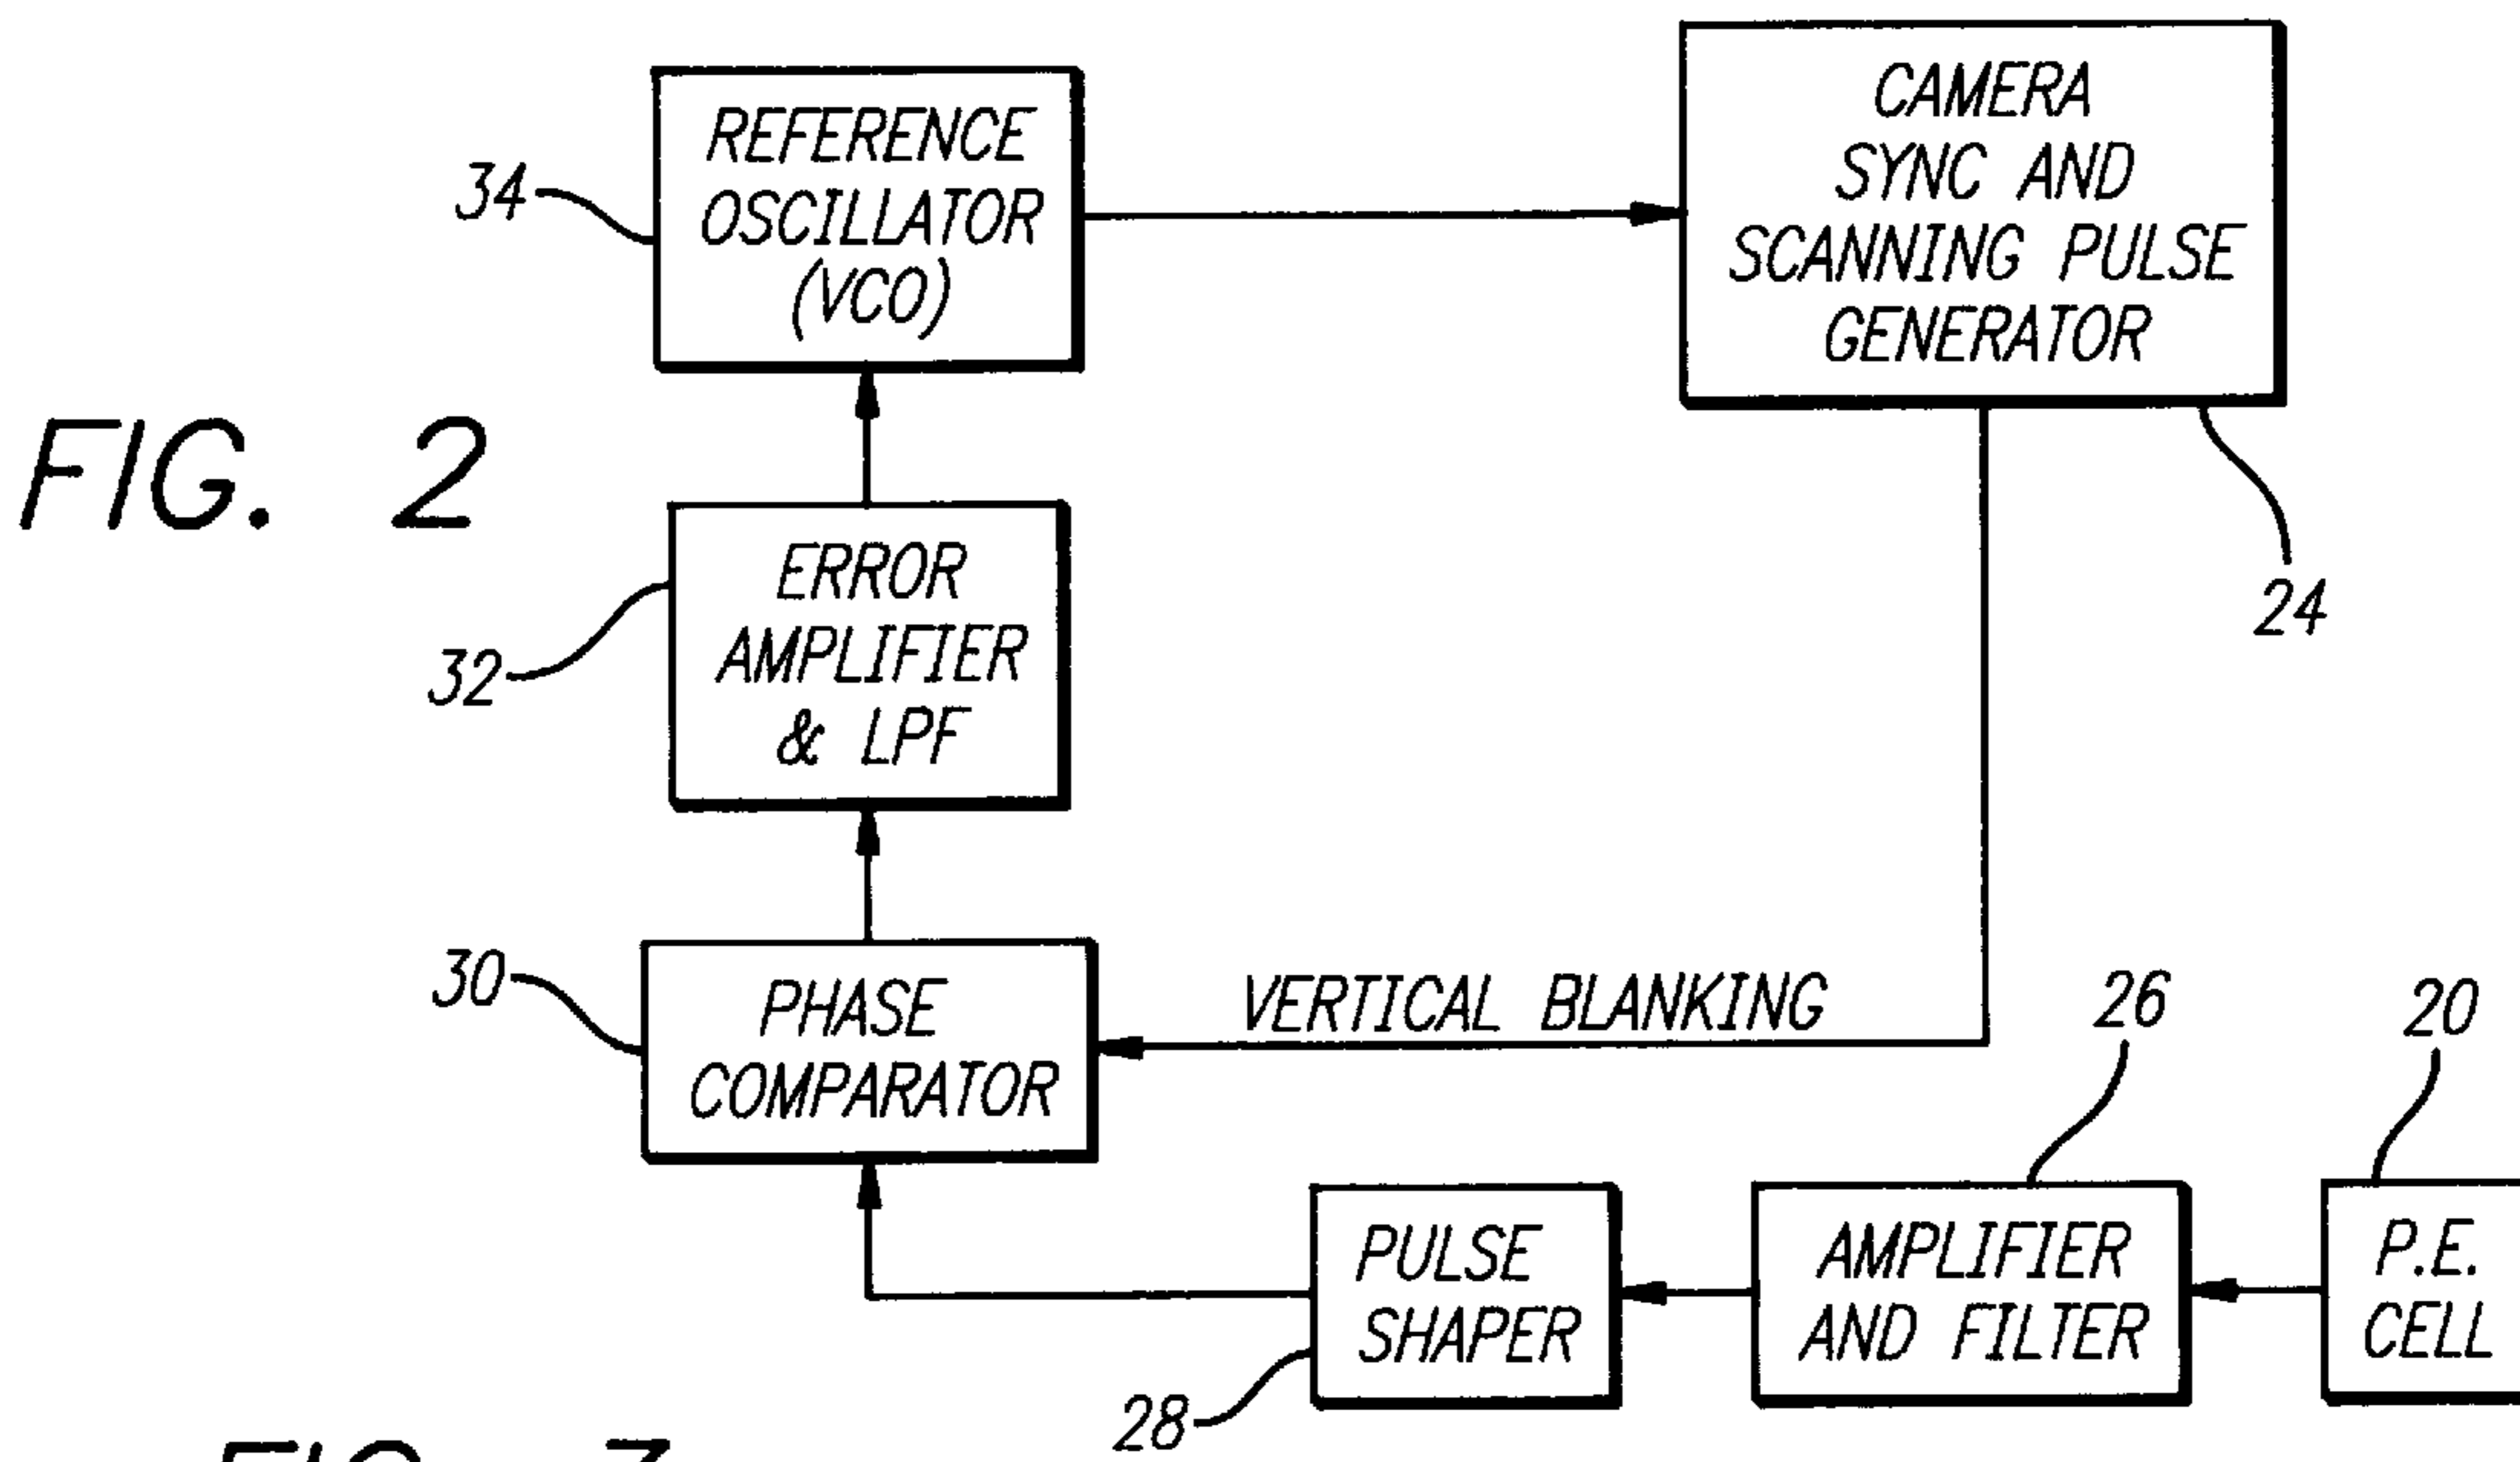 REFERENCE
OSCILLATOR
(VCO)
34
CAMERA
SYNC AND
SCANNING PULSE
GENERATOR
24
FIG. 2
ERROR
AMPLIFIER
& LPF
32
PHASE
COMPARATOR
30
VERTICAL BLANKING
26
20
PULSE
SHAPER
28
AMPLIFIER
AND FILTER
P.E.
CELL